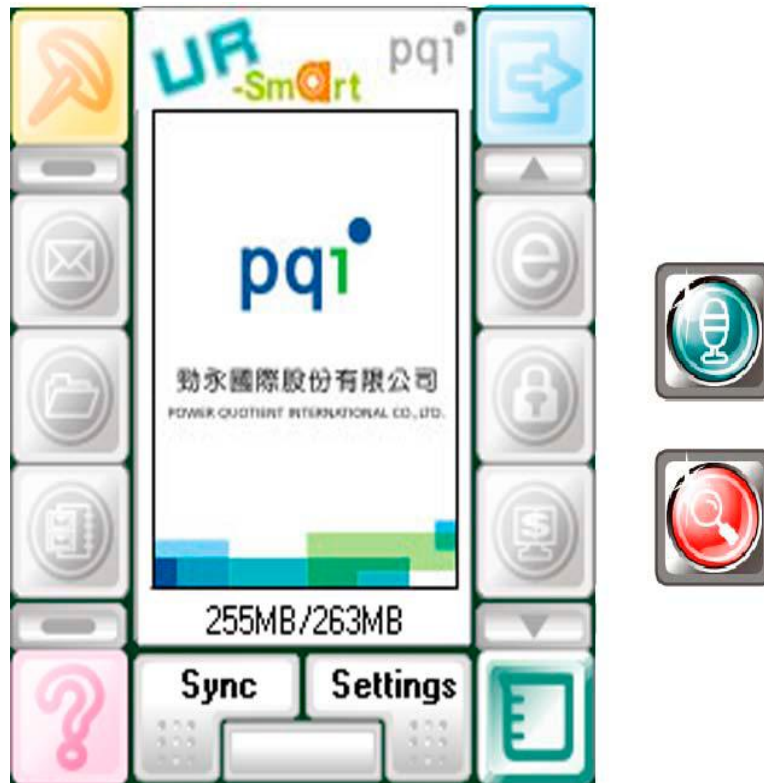 UR
-Smart
pqi
pqi
勁永國際股份有限公司
POWER QUOTIENT INTERNATIONAL CO., LTD.
255MB/263MB
Sync
Settings